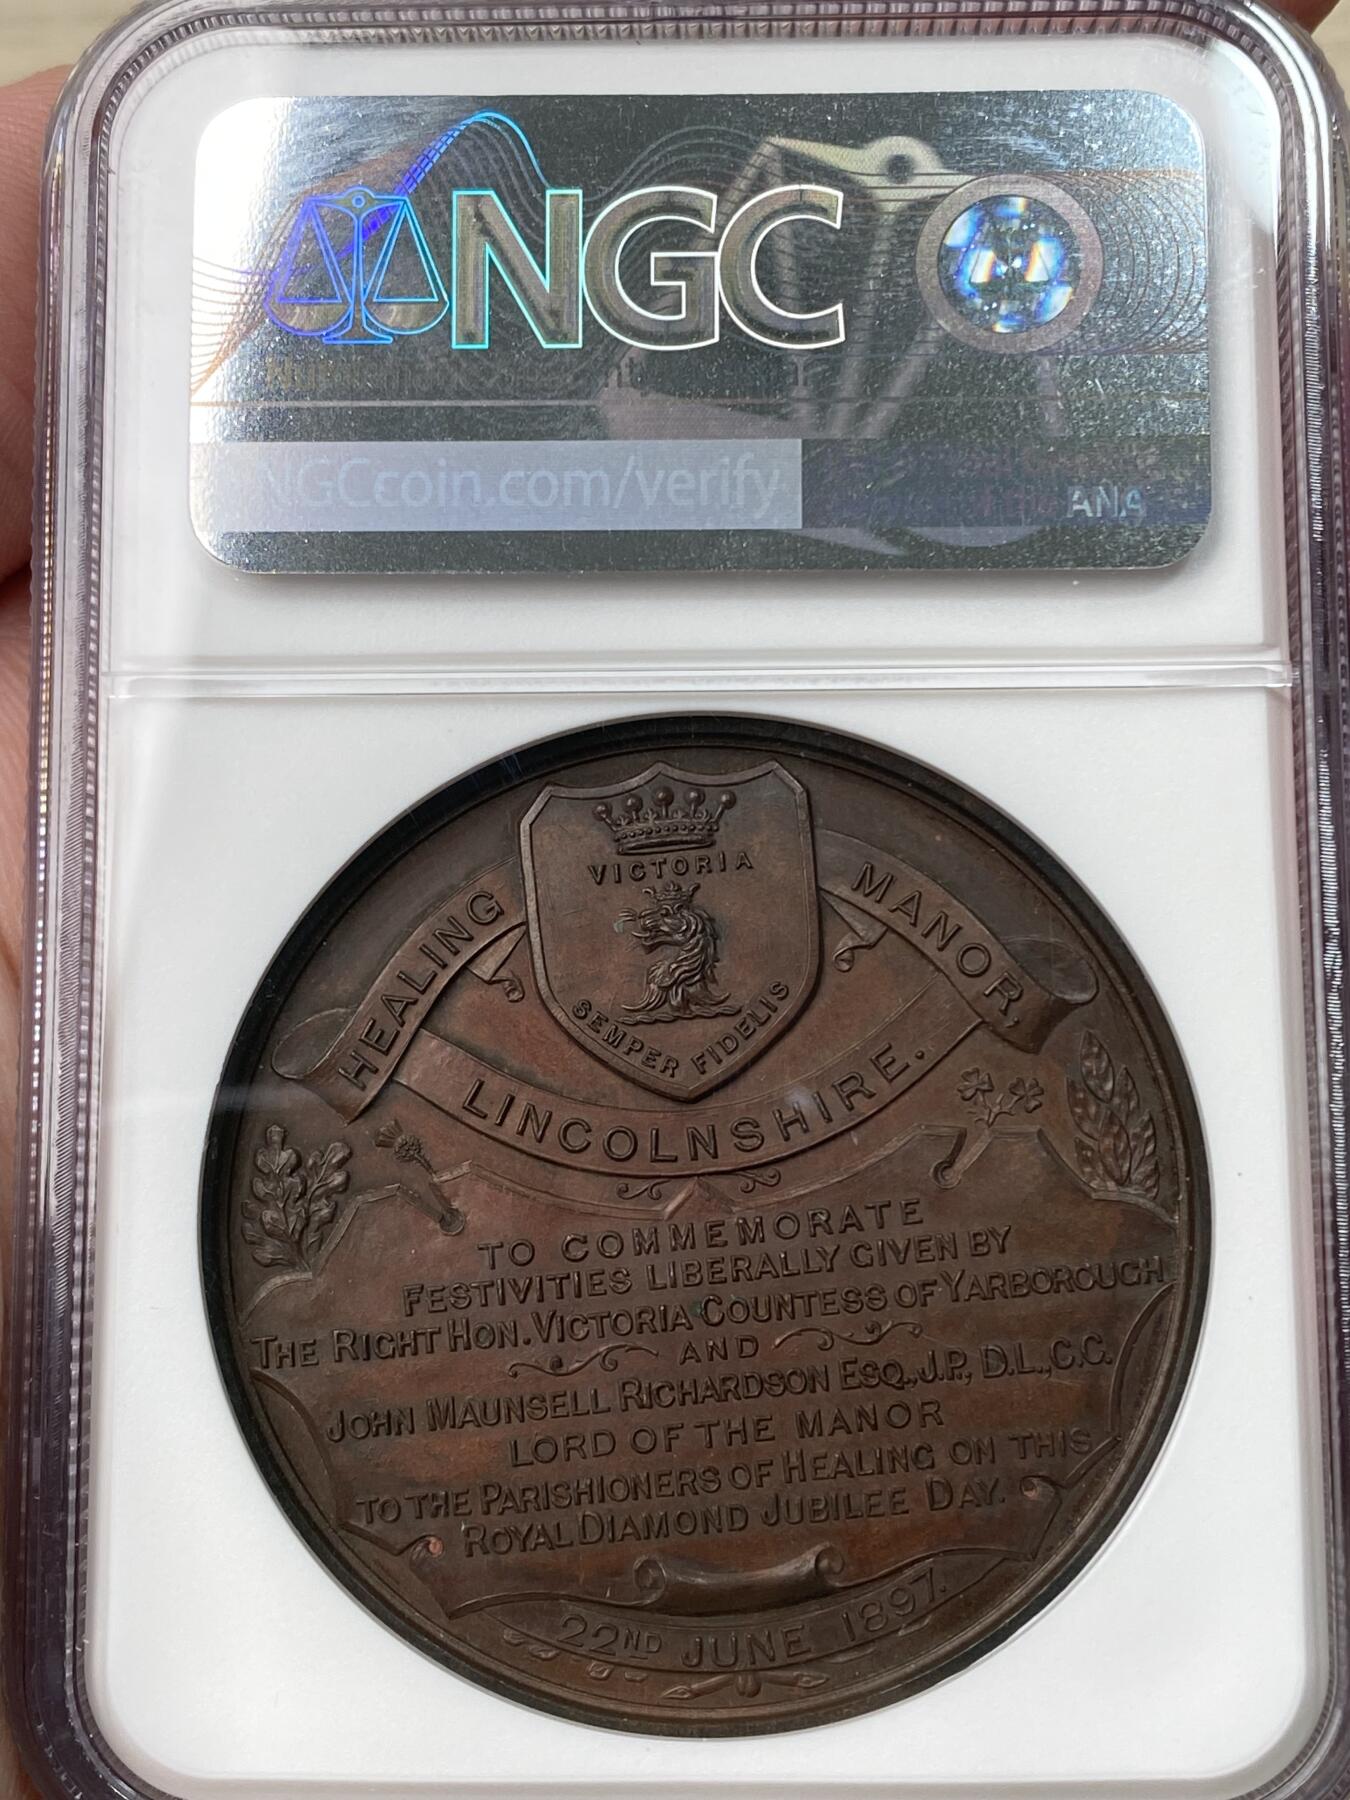 NGC
NGCcoin.com/verify
ANA
VICTORIA
SEMPER FIDELIS
HEALING MANOR,
LINCOLNSHIRE.
TO COMMEMORATE
FESTIVITIES LIBERALLY GIVEN BY
THE RIGHT HON. VICTORIA COUNTESS OF YARBOROUGH
AND
JOHN MAUNSELL RICHARDSON ESQ., J.P., D.L., C.C.
LORD OF THE MANOR
TO THE PARISHIONERS OF HEALING ON THIS
ROYAL DIAMOND JUBILEE DAY.
22ND JUNE 1897.